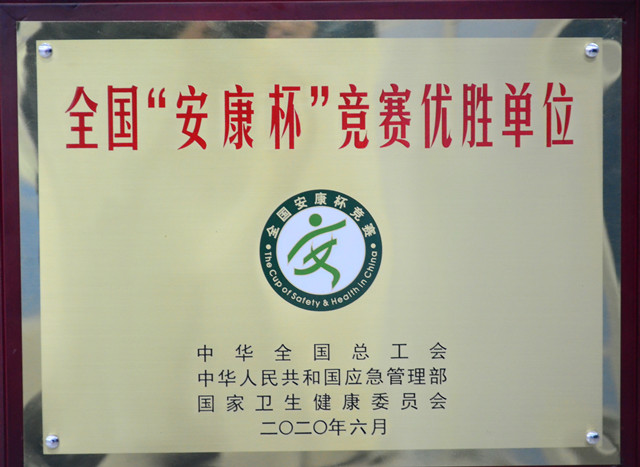 全国“安康杯”竞赛优胜单位
全国安康杯竞赛
The Cup of Safety & Health in China
中华全国总工会
中华人民共和国应急管理部
国家卫生健康委员会
二〇二〇年六月